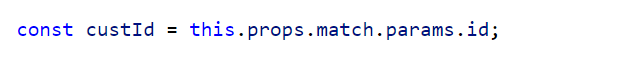 const custId = this.props.match.params.id;